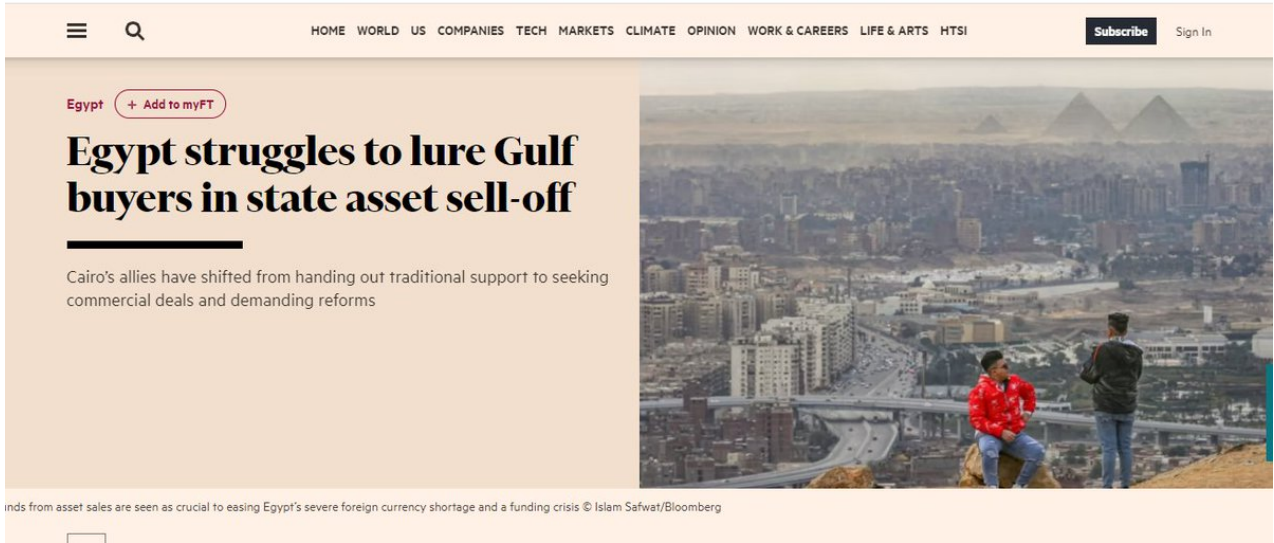 HOME WORLD US COMPANIES TECH MARKETS CLIMATE OPINION WORK & CAREERS LIFE & ARTS HTSI Subscribe Sign In
Egypt + Add to myFT
Egypt struggles to lure Gulf
buyers in state asset sell-off
Cairo's allies have shifted from handing out traditional support to seeking
commercial deals and demanding reforms
from asset sales are seen as crucial to easing Egypt's severe foreign currency shortage and a funding crisis © Islam Safwat/Bloomberg